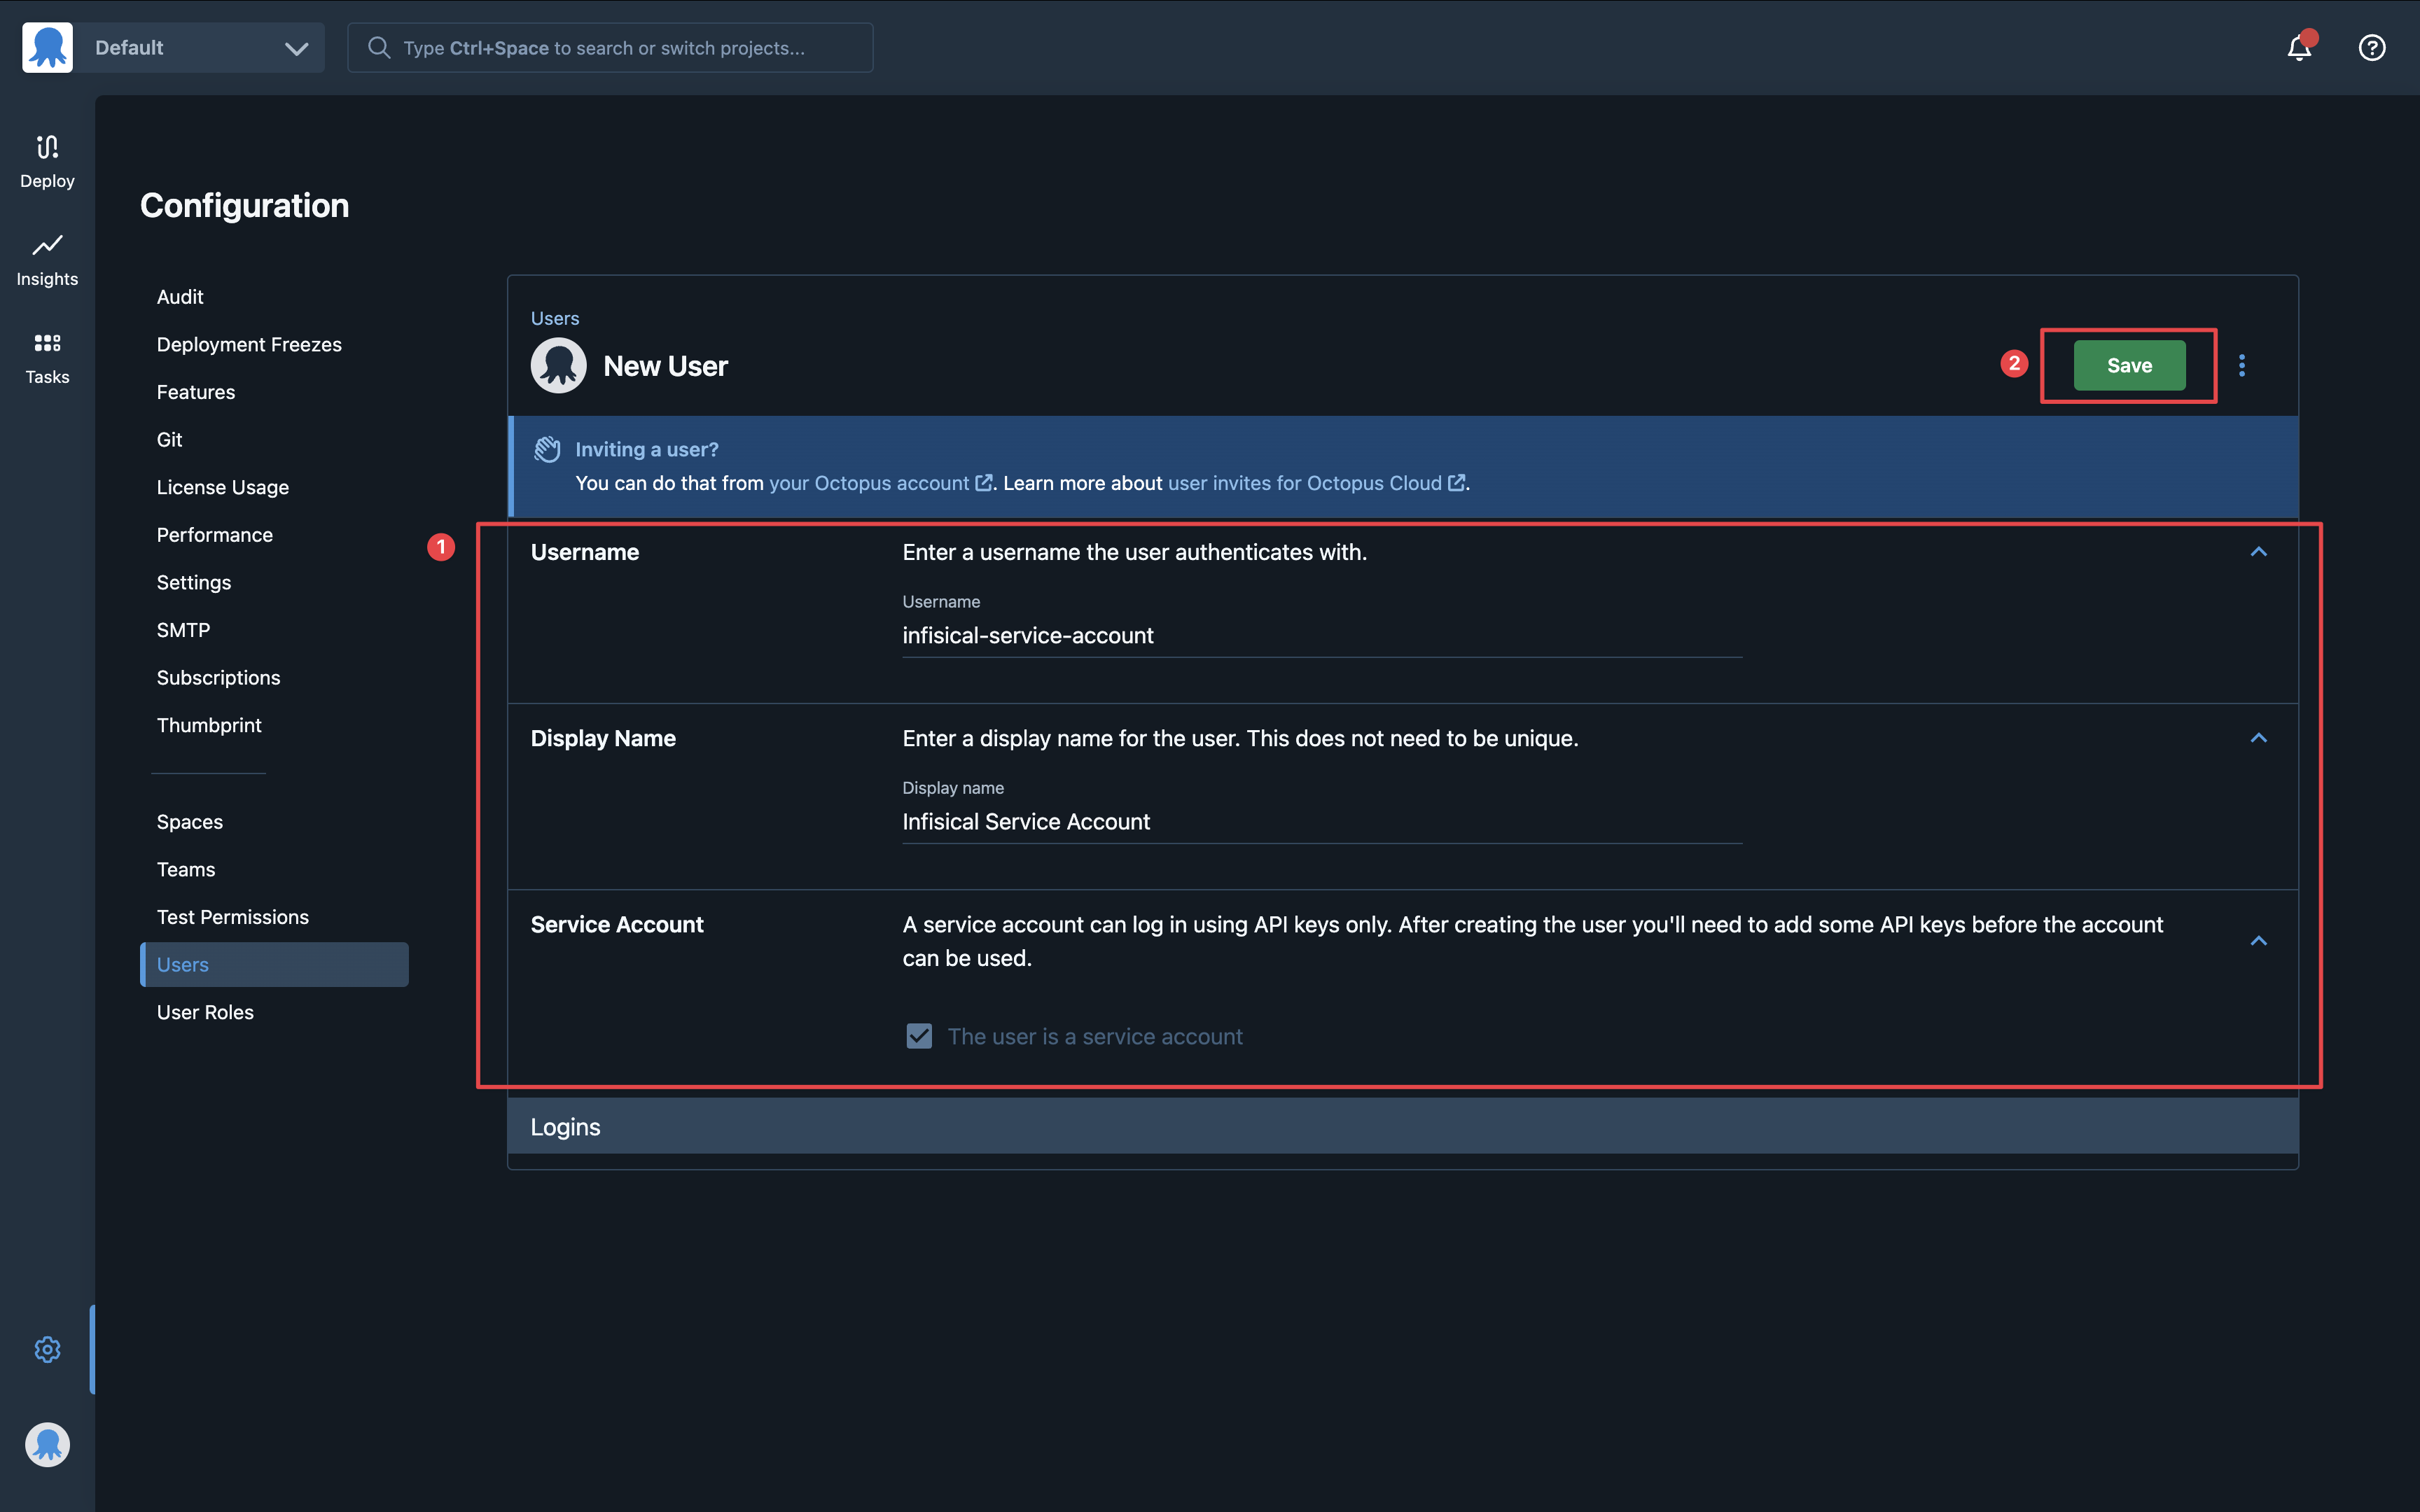 Default
Type Ctrl+Space to search or switch projects...
Deploy
Insights
Tasks
Configuration
Audit
Deployment Freezes
Features
Git
License Usage
Performance
Settings
SMTP
Subscriptions
Thumbprint
Spaces
Teams
Test Permissions
Users
User Roles
Users
New User
2
Save
Inviting a user?
You can do that from your Octopus account. Learn more about user invites for Octopus Cloud.
1
Username
Enter a username the user authenticates with.
Username
infisical-service-account
Display Name
Enter a display name for the user. This does not need to be unique.
Display name
Infisical Service Account
Service Account
A service account can log in using API keys only. After creating the user you'll need to add some API keys before the account
can be used.
The user is a service account
Logins